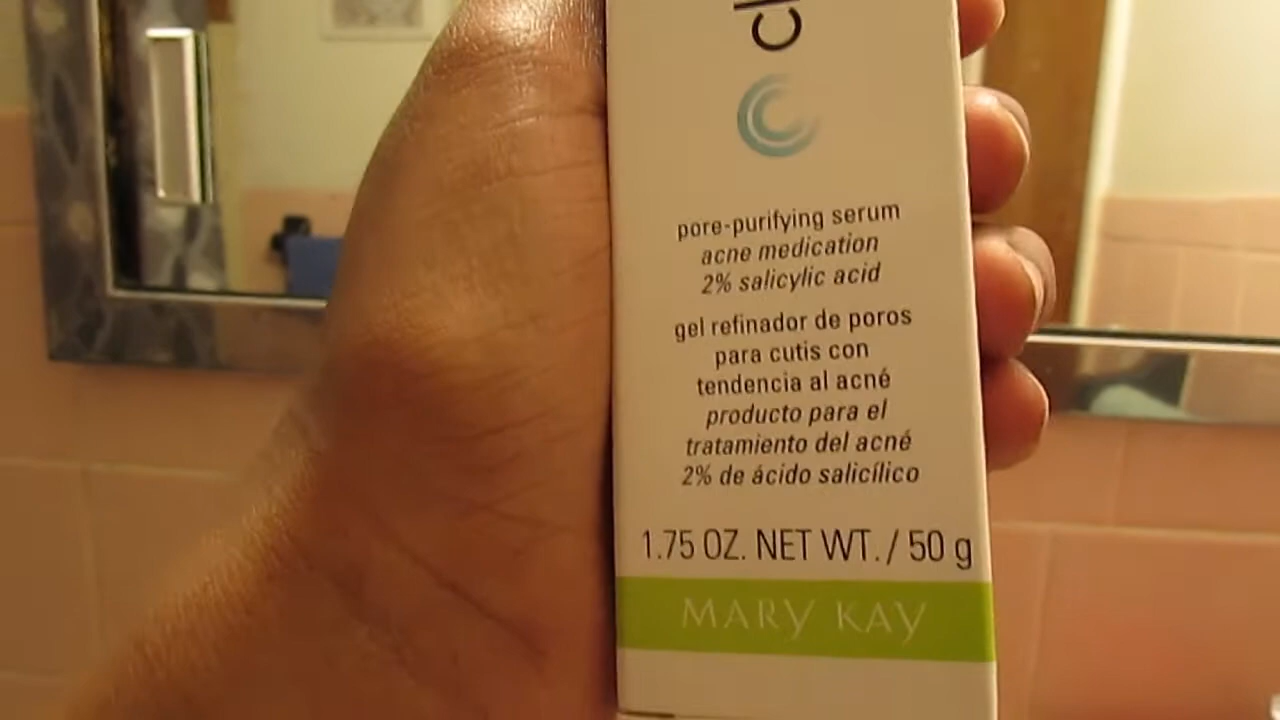 pore-purifying serum
acne medication
2% salicylic acid
gel refinador de poros
para cutis con
tendencia al acné
producto para el
tratamiento del acné
2% de ácido salicílico
1.75 OZ. NET WT. / 50 g
MARY KAY